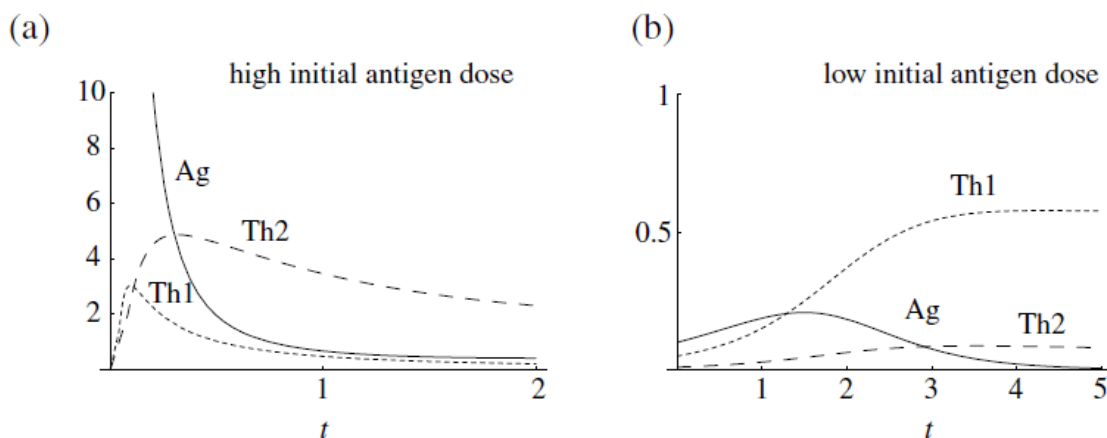 (a)
high initial antigen dose
10
8
6
4
2
Ag
Th2
Th1
1
2
t
(b)
low initial antigen dose
1
0.5
Th1
Ag
Th2
1
2
3
4
5
t